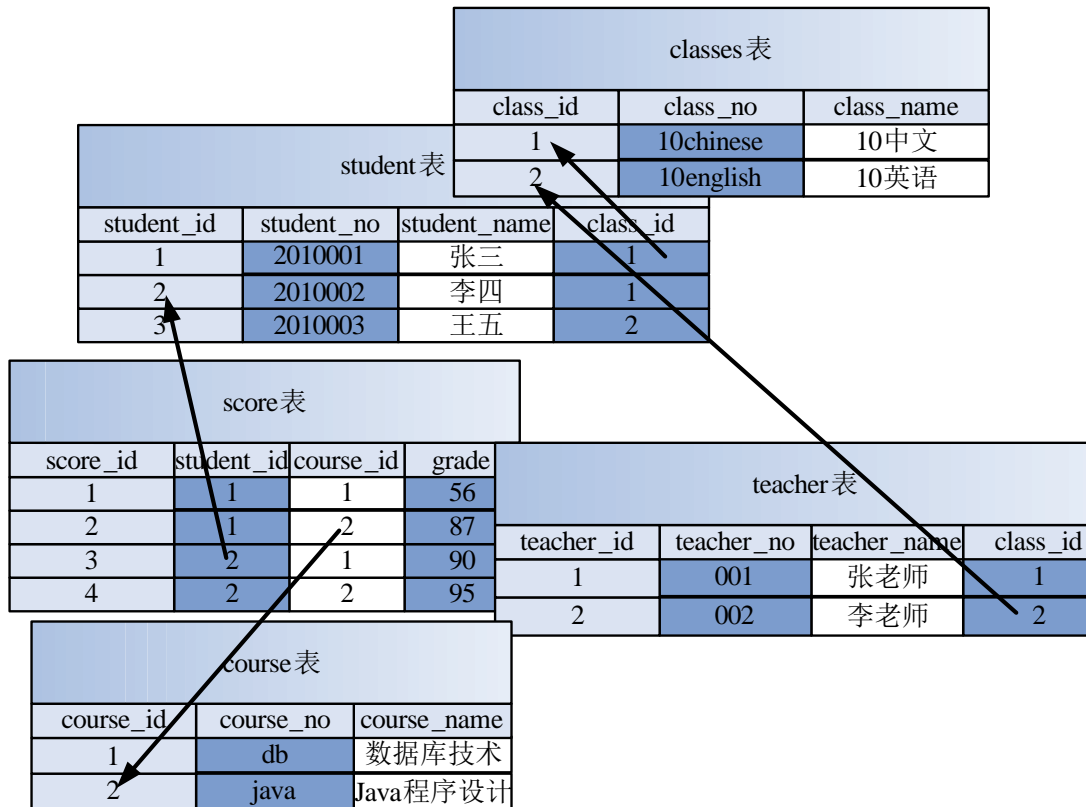 classes表
class_id class_no class_name
1 10chinese 10中文
2 10english 10英语
student表
student_id student_no student_name class_id
1 2010001 张三 1
2 2010002 李四 1
3 2010003 王五 2
score表
score_id student_id course_id grade
1 1 1 56
2 1 2 87
3 2 1 90
4 2 2 95
teacher表
teacher_id teacher_no teacher_name class_id
1 001 张老师 1
2 002 李老师 2
course表
course_id course_no course_name
1 db 数据库技术
2 java Java程序设计